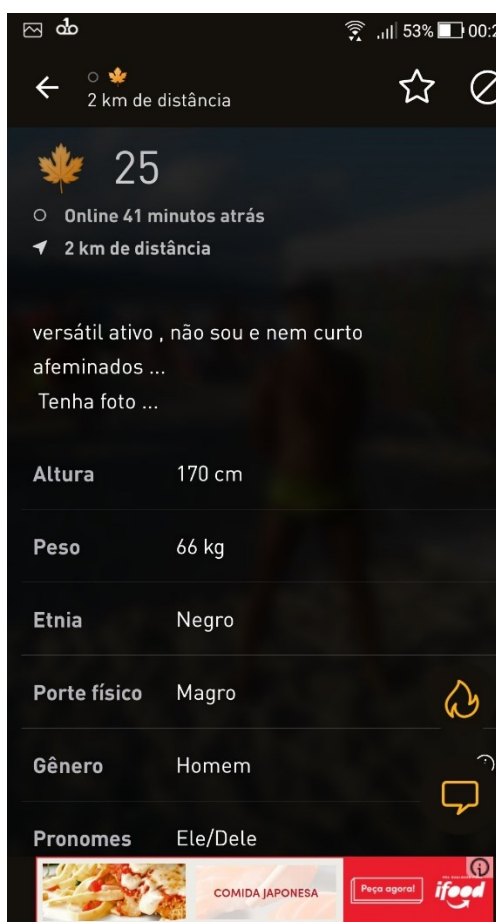 53% 00:2
2 km de distância
25
Online 41 minutos atrás
2 km de distância
versátil ativo , não sou e nem curto
afeminados ...
Tenha foto ...
Altura 170 cm
Peso 66 kg
Etnia Negro
Porte físico Magro
Gênero Homem
Pronomes Ele/Dele
COMIDA JAPONESA
Peça agora!
ifood